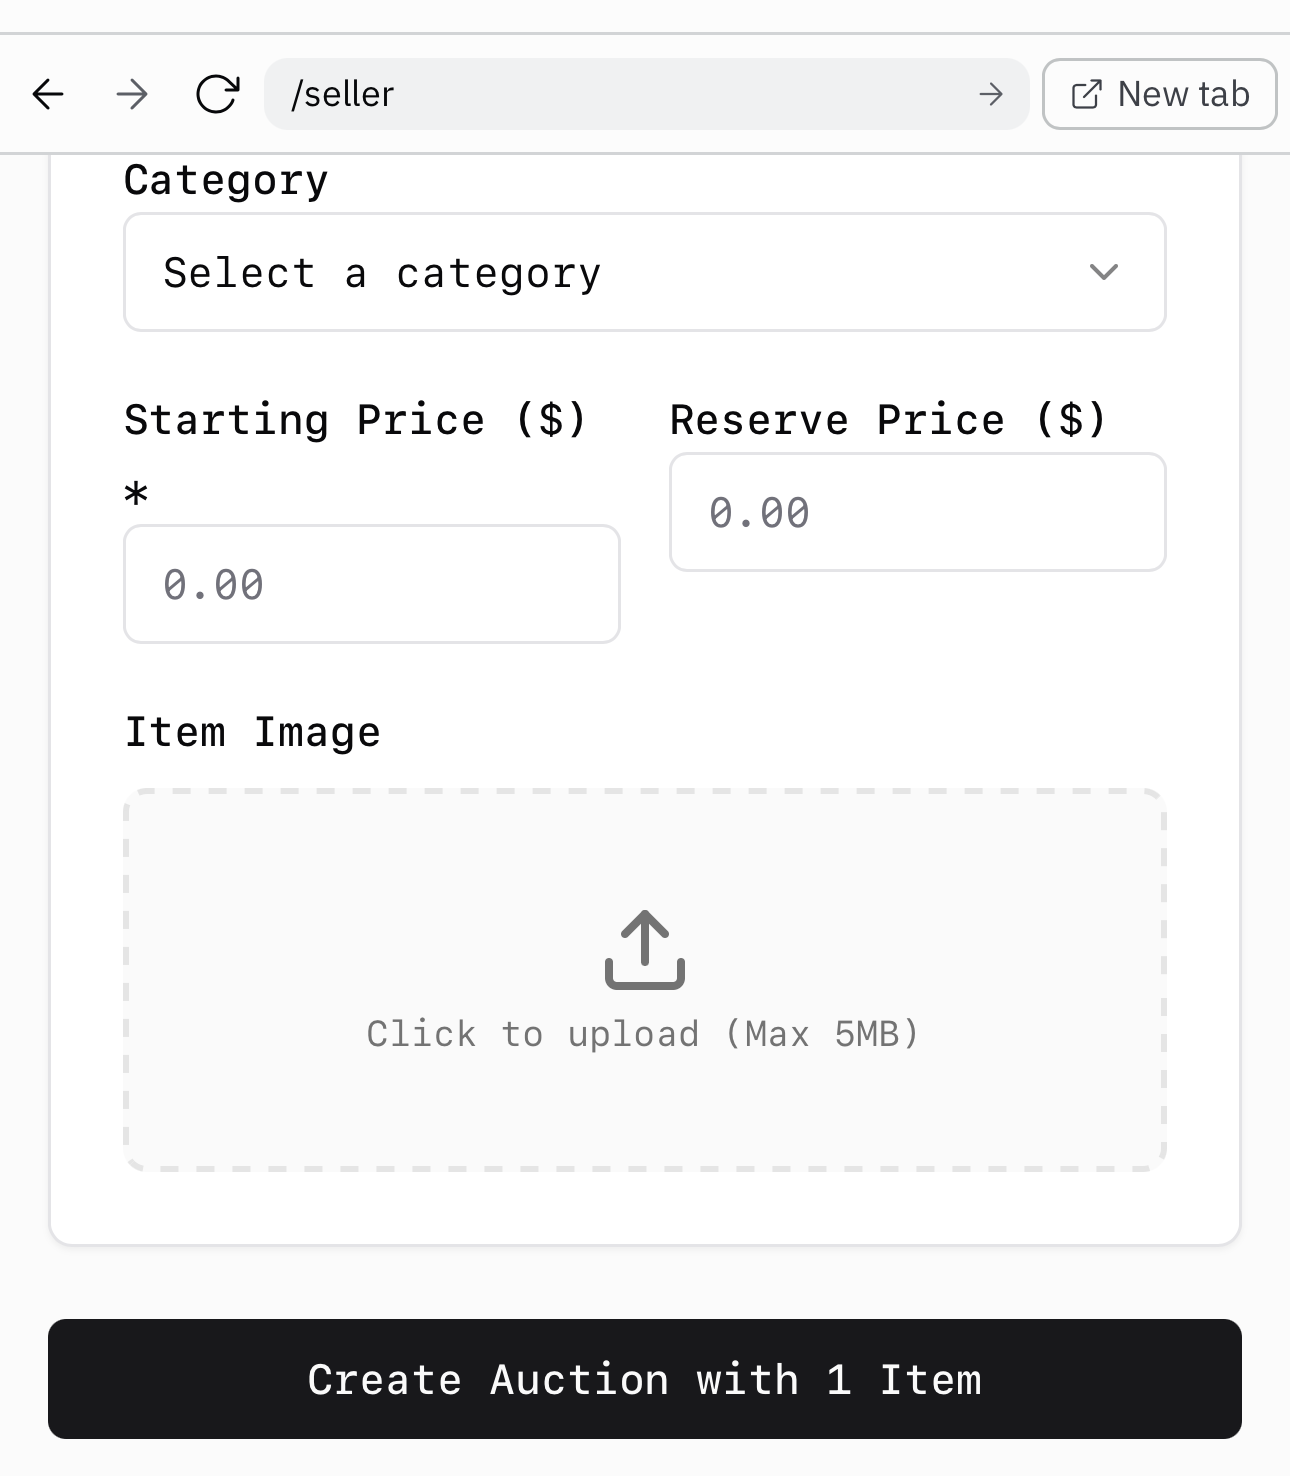 /seller
New tab
Category
Select a category
Starting Price ($)
*
0.00
Reserve Price ($)
0.00
Item Image
Click to upload (Max 5MB)
Create Auction with 1 Item